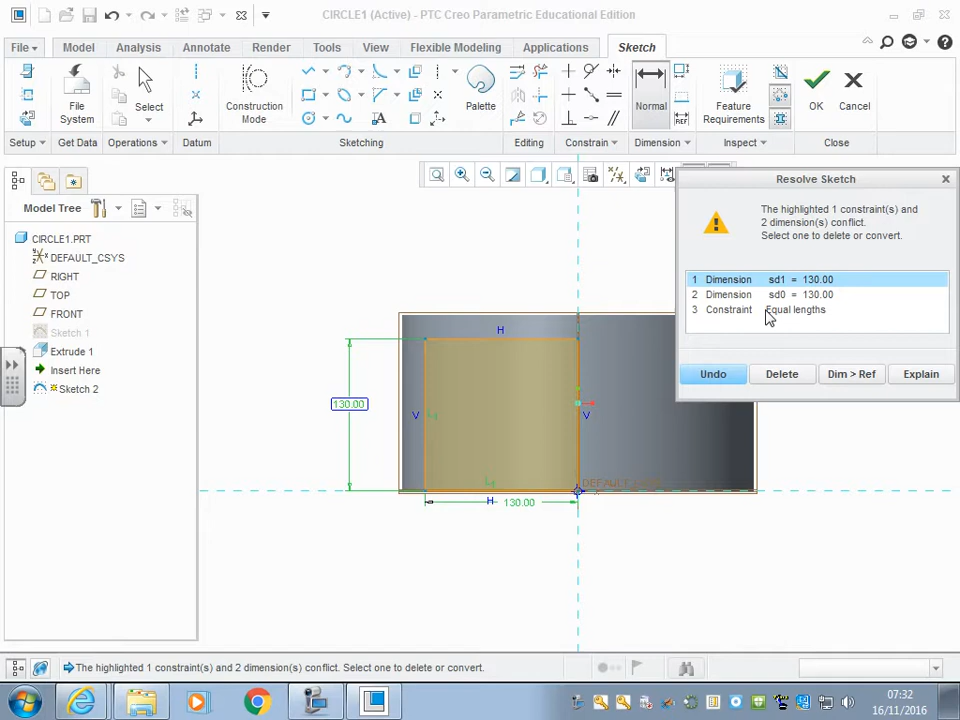 CIRCLE1 (Active) - PTC Creo Parametric Educational Edition
File Model Analysis Annotate Render Tools View Flexible Modeling Applications Sketch
File System
Select
Construction Mode
Palette
Normal
Feature Requirements
OK
Cancel
Setup Get Data Operations Datum Sketching Editing Constrain Dimension Inspect Close
Model Tree
CIRCLE1.PRT
DEFAULT_CSYS
RIGHT
TOP
FRONT
Sketch 1
Extrude 1
Insert Here
Sketch 2
H
130.00
V
V
H
130.00
Resolve Sketch
The highlighted 1 constraint(s) and
2 dimension(s) conflict.
Select one to delete or convert.
1 Dimension sd1 = 130.00
2 Dimension sd0 = 130.00
3 Constraint Equal lengths
Undo Delete Dim > Ref Explain
The highlighted 1 constraint(s) and 2 dimension(s) conflict. Select one to delete or convert.
07:32
16/11/2016